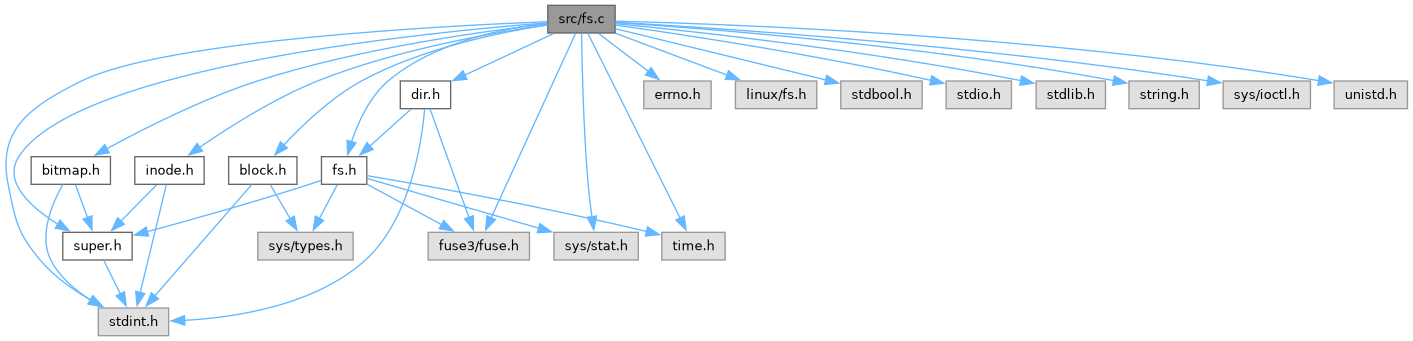 src/fs.c
dir.h
errno.h
linux/fs.h
stdbool.h
stdio.h
stdlib.h
string.h
sys/ioctl.h
unistd.h
bitmap.h
inode.h
block.h
fs.h
super.h
sys/types.h
fuse3/fuse.h
sys/stat.h
time.h
stdint.h